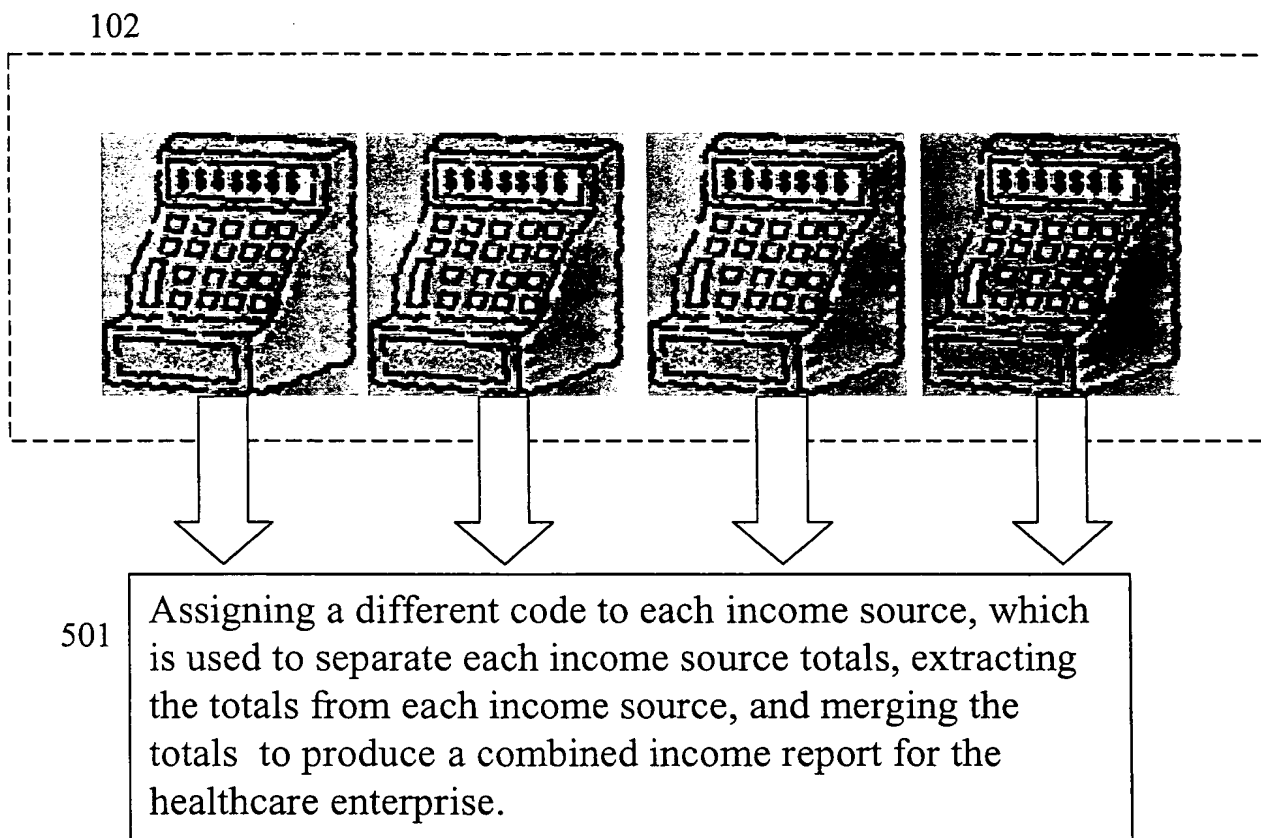 102
$$$$$$$
$$$$$$$
$$$$$$$
$$$$$$$
501
Assigning a different code to each income source, which
is used to separate each income source totals, extracting
the totals from each income source, and merging the
totals to produce a combined income report for the
healthcare enterprise.